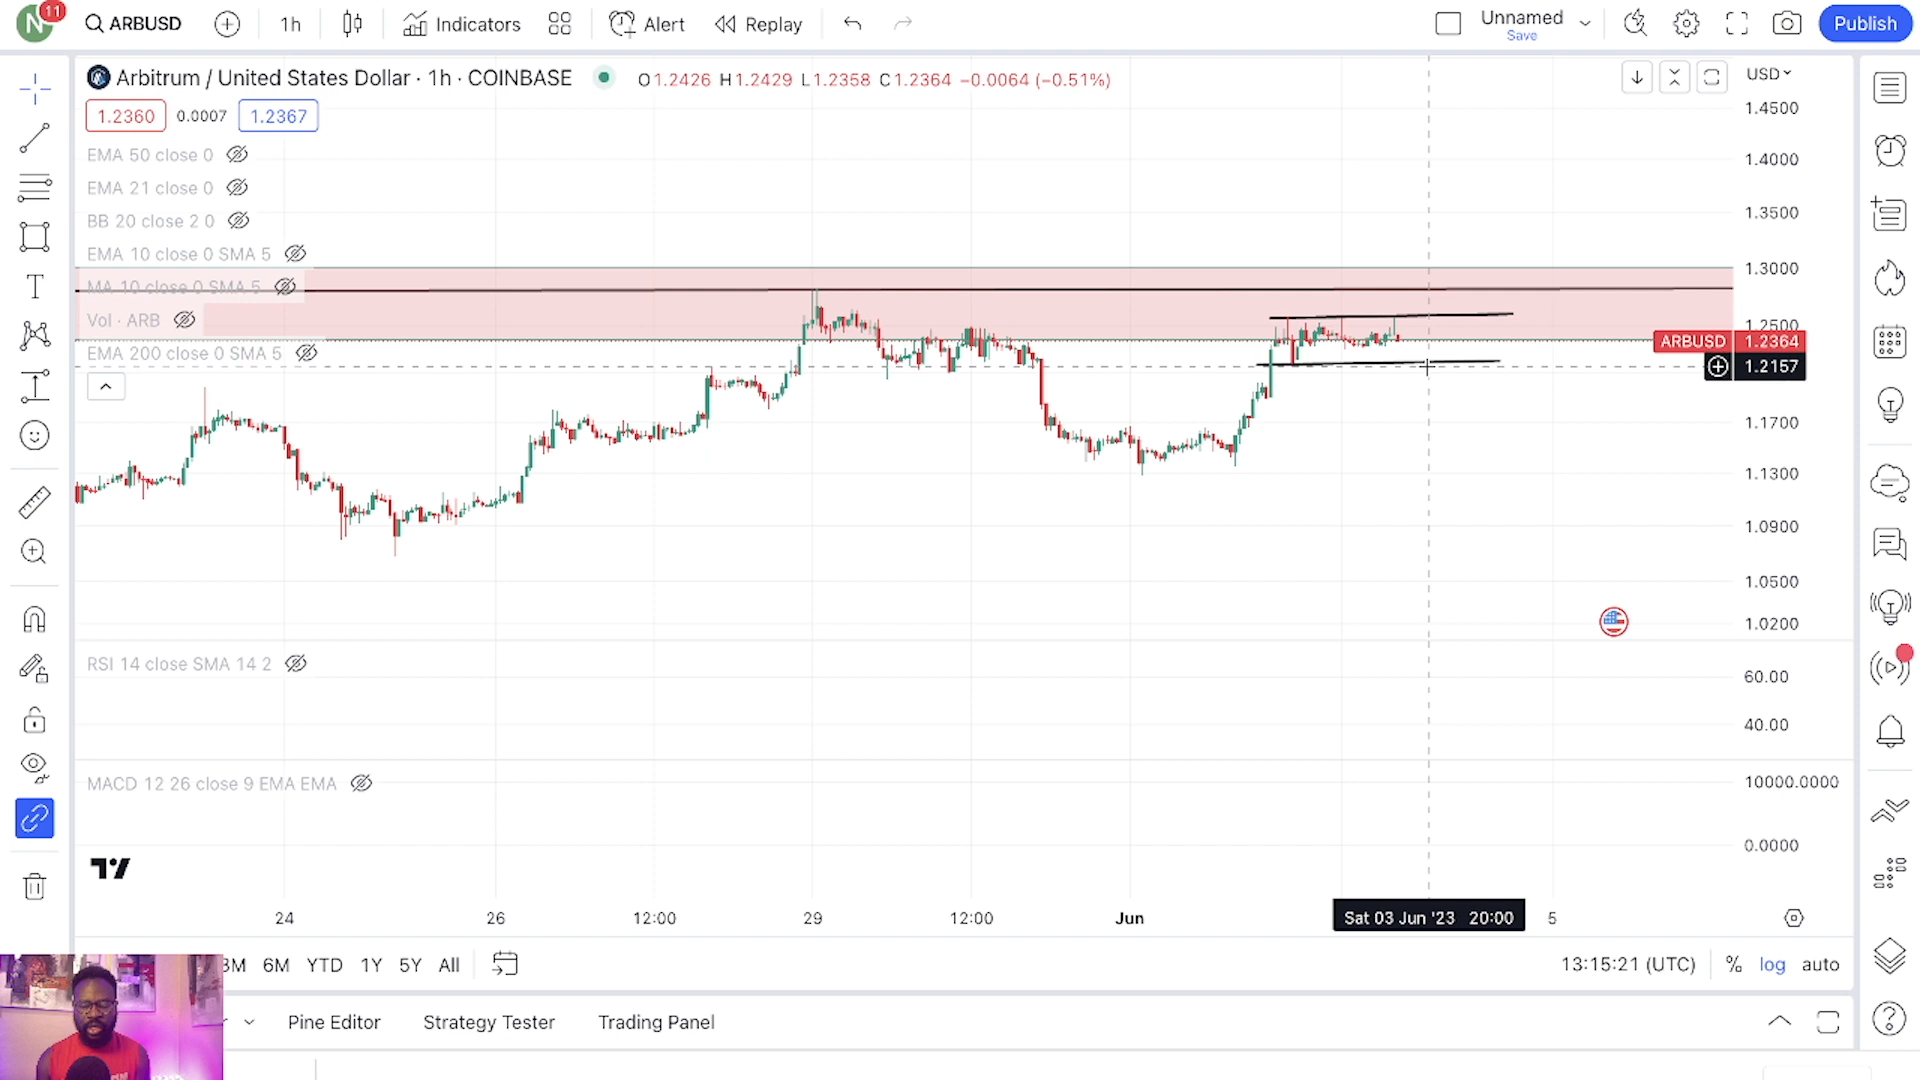 N 11 ARBUSD 1h Indicators Alert Replay Unnamed Save Publish
Arbitrum / United States Dollar · 1h · COINBASE O1.2426 H1.2429 L1.2358 C1.2364 −0.0064 (−0.51%) USD
1.2360 0.0007 1.2367
EMA 50 close 0
EMA 21 close 0
BB 20 close 2 0
EMA 10 close 0 SMA 5
MA 10 close 0 SMA 5
Vol · ARB
EMA 200 close 0 SMA 5
1.4500
1.4000
1.3500
1.3000
1.2500
ARBUSD 1.2364
1.2157
1.1700
1.1300
1.0900
1.0500
1.0200
RSI 14 close SMA 14 2
60.00
40.00
MACD 12 26 close 9 EMA EMA
10000.0000
0.0000
24 26 12:00 29 12:00 Jun Sat 03 Jun '23 20:00 5
3M 6M YTD 1Y 5Y All 13:15:21 (UTC) % log auto
Pine Editor Strategy Tester Trading Panel